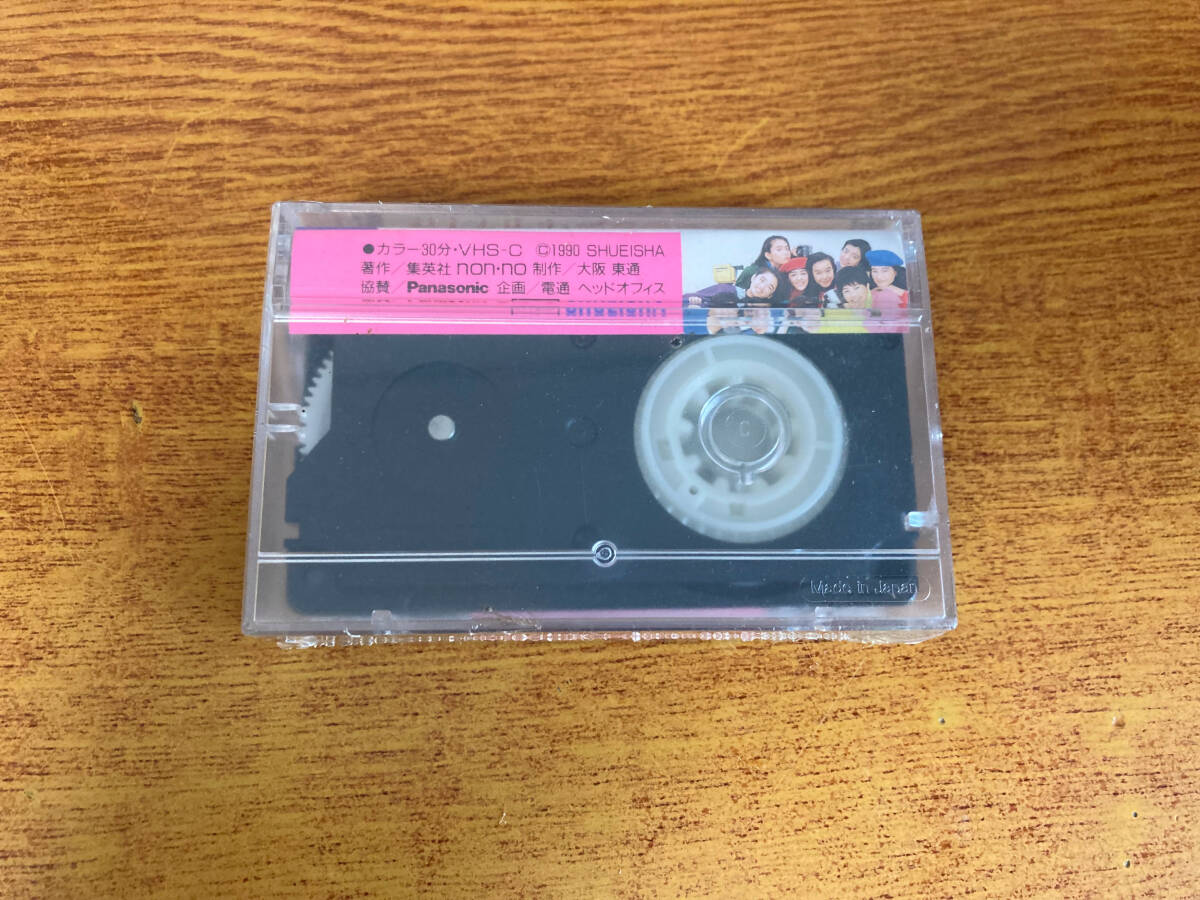 ●カラー30分・VHS-C ©1990 SHUEISHA
著作／集英社 non・no 制作／大阪 東通
協賛／Panasonic 企画／電通 ヘッドオフィス
C
Made in Japan